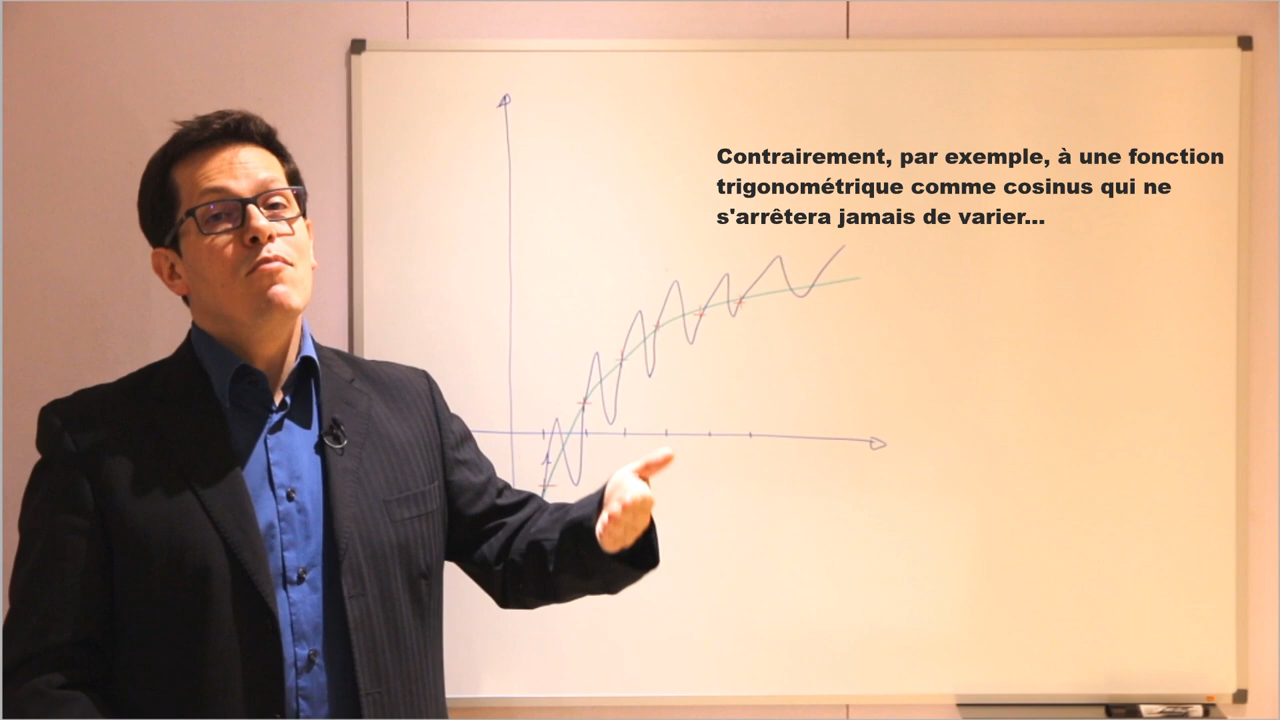 Contrairement, par exemple, à une fonction
trigonométrique comme cosinus qui ne
s'arrêtera jamais de varier...